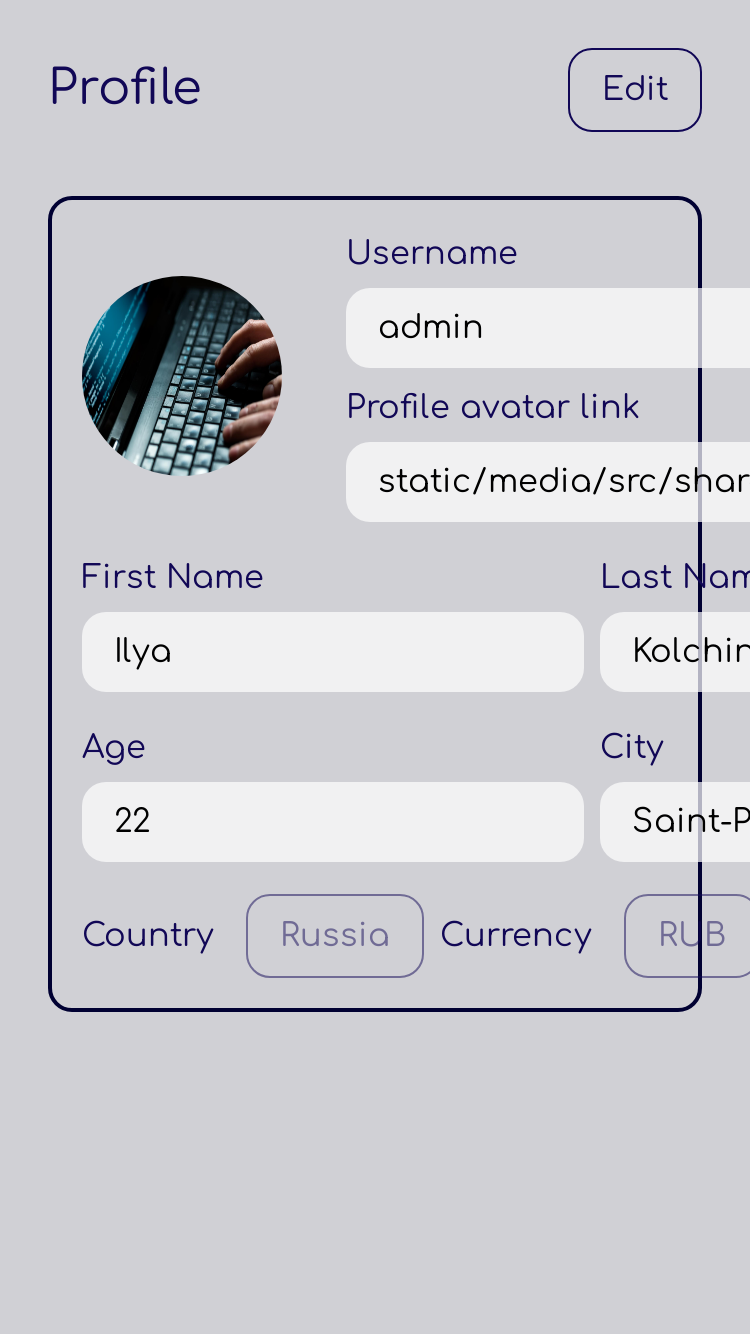 Profile
Edit
Username
admin
Profile avatar link
static/media/src/shar
First Name
Last Nam
Ilya
Kolchin
Age
City
22
Saint-P
Country
Russia
Currency
RUB